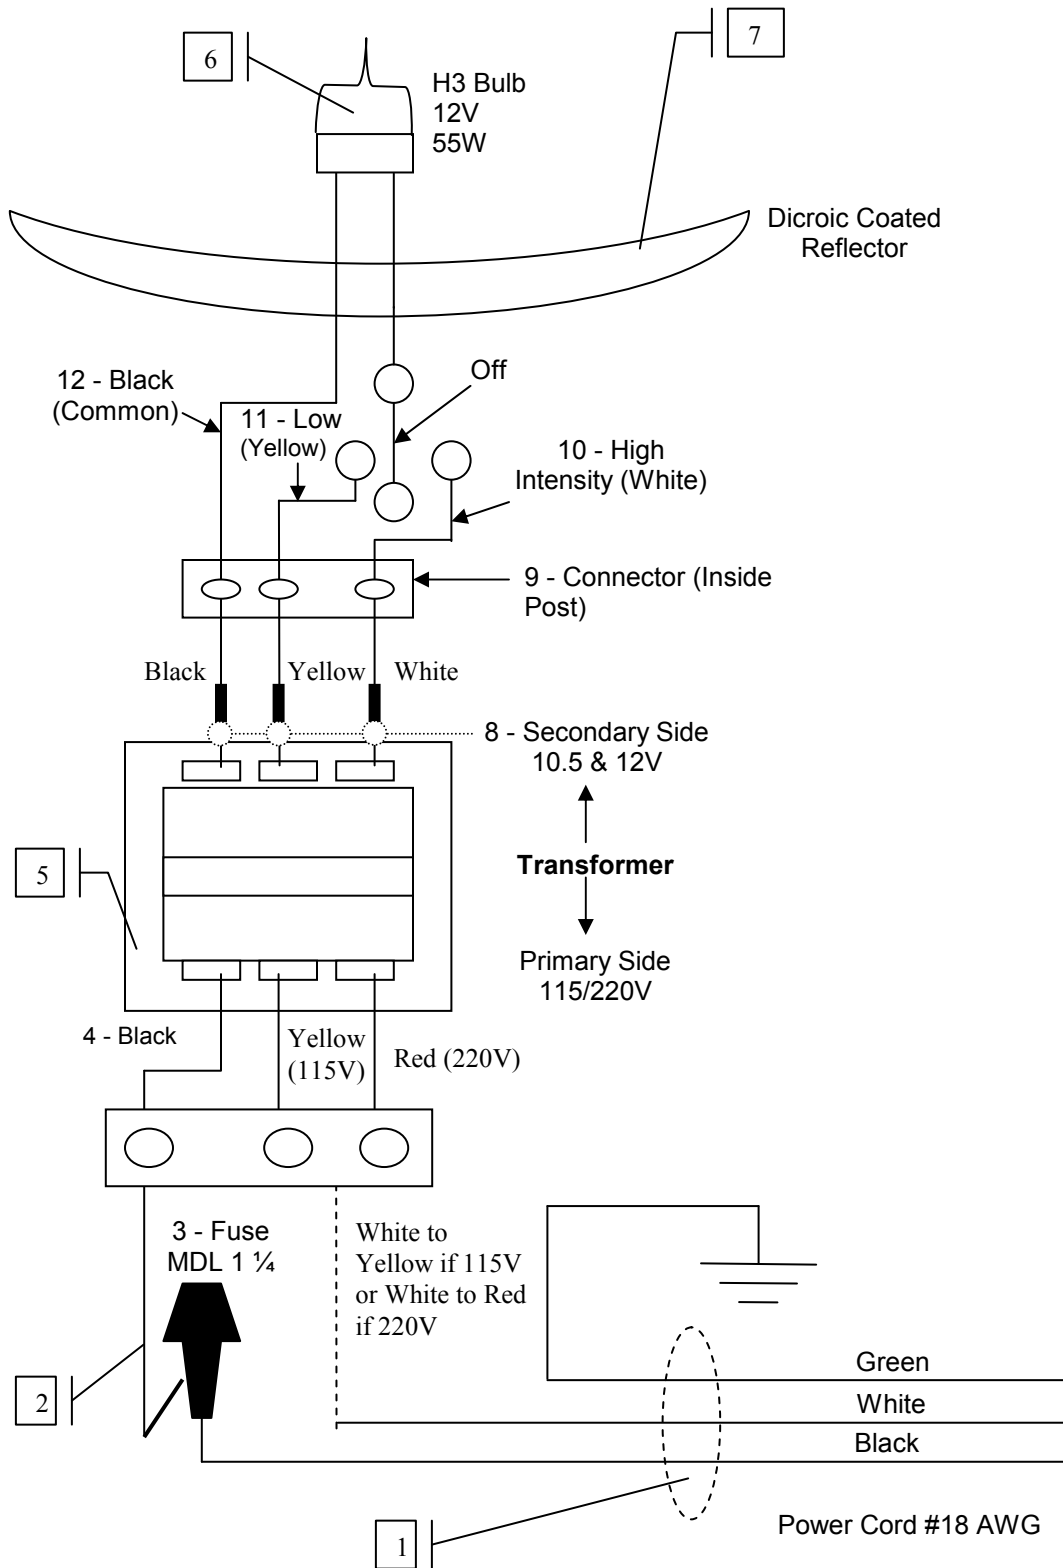 7
6
H3 Bulb
12V
55W
Dicroic Coated
Reflector
Off
12 - Black
(Common)
11 - Low
(Yellow)
10 - High
Intensity (White)
9 - Connector (Inside
Post)
Black
Yellow
White
8 - Secondary Side
10.5 & 12V
Transformer
5
Primary Side
115/220V
4 - Black
Yellow
(115V)
Red (220V)
3 - Fuse
MDL 1 ¼
White to
Yellow if 115V
or White to Red
if 220V
Green
2
White
Black
1
Power Cord #18 AWG